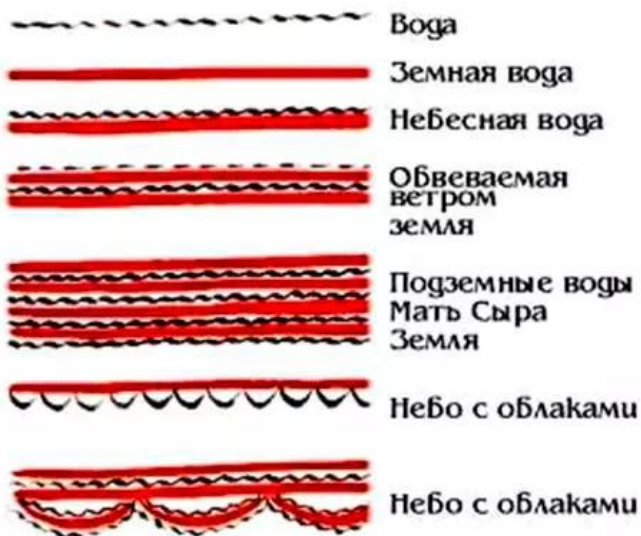 Вода
Земная вода
Небесная вода
Обвеваемая
ветром
земля
Подземные воды
Мать Сыра
Земля
Небо с облаками
Небо с облаками